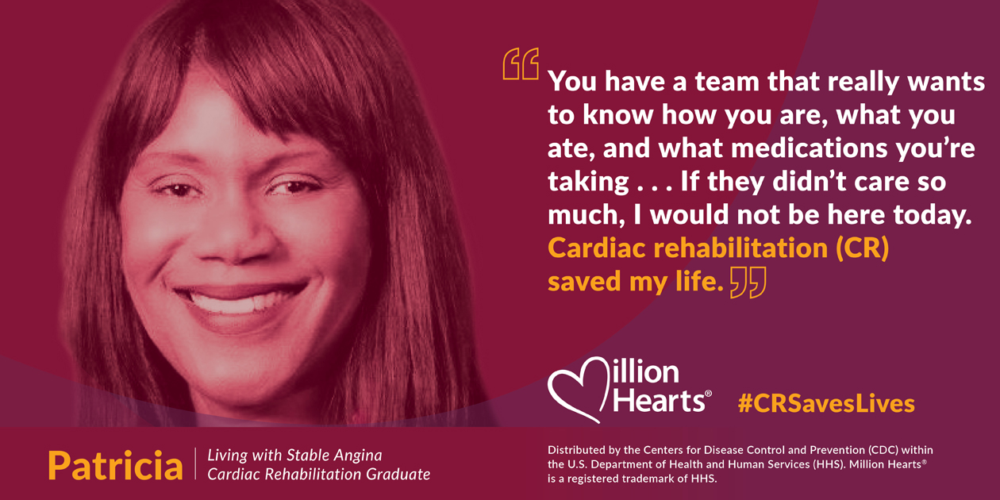 “You have a team that really wants
to know how you are, what you
ate, and what medications you’re
taking . . . If they didn’t care so
much, I would not be here today.
Cardiac rehabilitation (CR)
saved my life.”
Million
Hearts®
#CRSavesLives
Patricia
Living with Stable Angina
Cardiac Rehabilitation Graduate
Distributed by the Centers for Disease Control and Prevention (CDC) within
the U.S. Department of Health and Human Services (HHS). Million Hearts®
is a registered trademark of HHS.